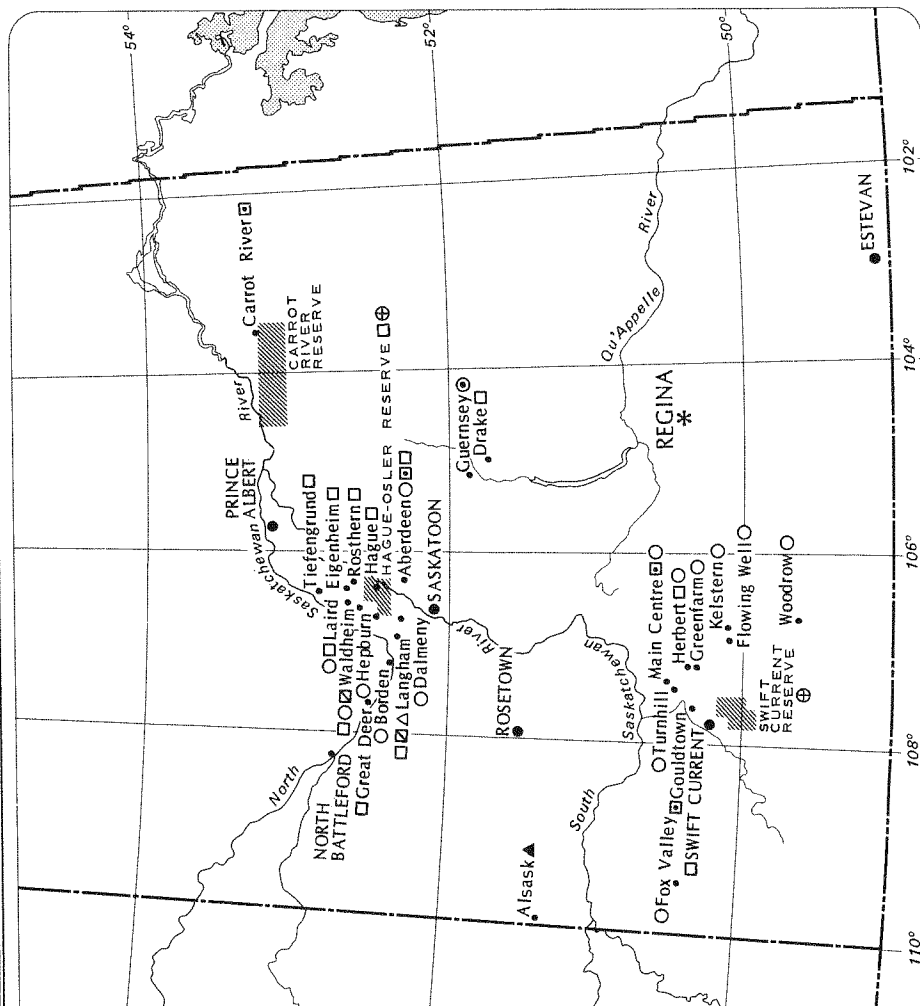 54°
52°
50°
102°
104°
106°
108°
110°
Carrot River
CARROT
RIVER
RESERVE
River
PRINCE
ALBERT
Saskatchewan
Tiefengrund
Eigenheim
Laird
Rosthern
Waldheim
Hague
HAGUE-OSLER RESERVE
Hepburn
Great Deer
Aberdeen
Borden
Langham
Dalmeny
SASKATOON
NORTH
BATTLEFORD
North
Guernsey
Drake
River
Qu'Appelle
REGINA
ESTEVAN
River
ROSETOWN
Saskatchewan
South
Alsask
Main Centre
Herbert
Greenfarm
Kelstern
Flowing Well
Woodrow
Turnhill
Gouldtown
Fox Valley
SWIFT CURRENT
SWIFT
CURRENT
RESERVE